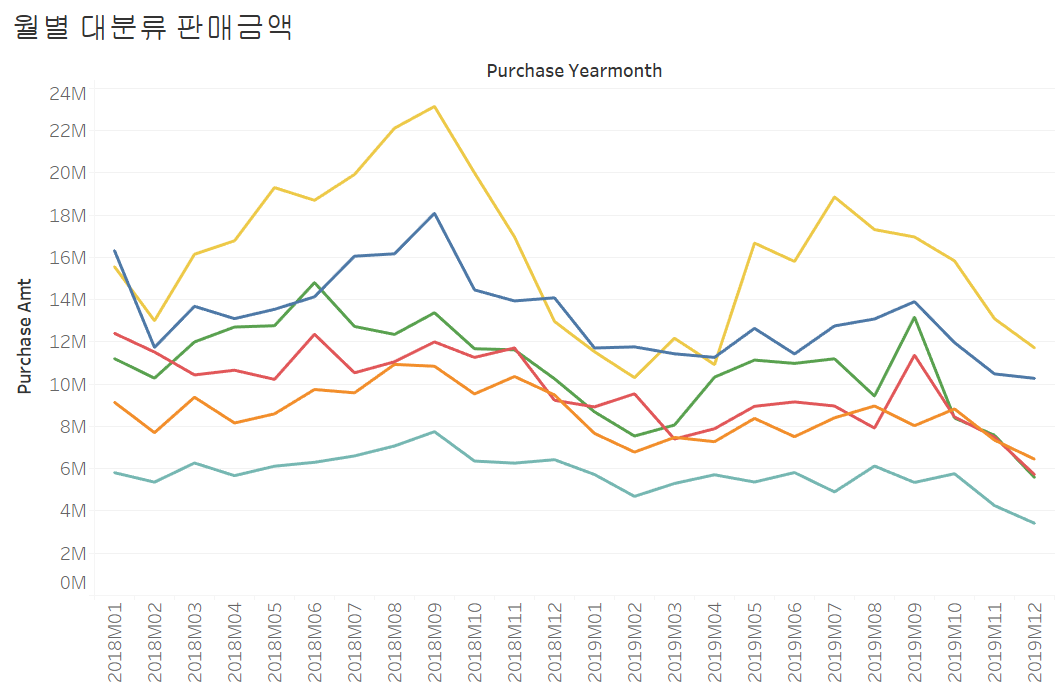 월별 대분류 판매금액
Purchase Yearmonth
24M
22M
20M
18M
16M
14M
12M
10M
8M
6M
4M
2M
0M
Purchase Amt
2018M01
2018M02
2018M03
2018M04
2018M05
2018M06
2018M07
2018M08
2018M09
2018M10
2018M11
2018M12
2019M01
2019M02
2019M03
2019M04
2019M05
2019M06
2019M07
2019M08
2019M09
2019M10
2019M11
2019M12